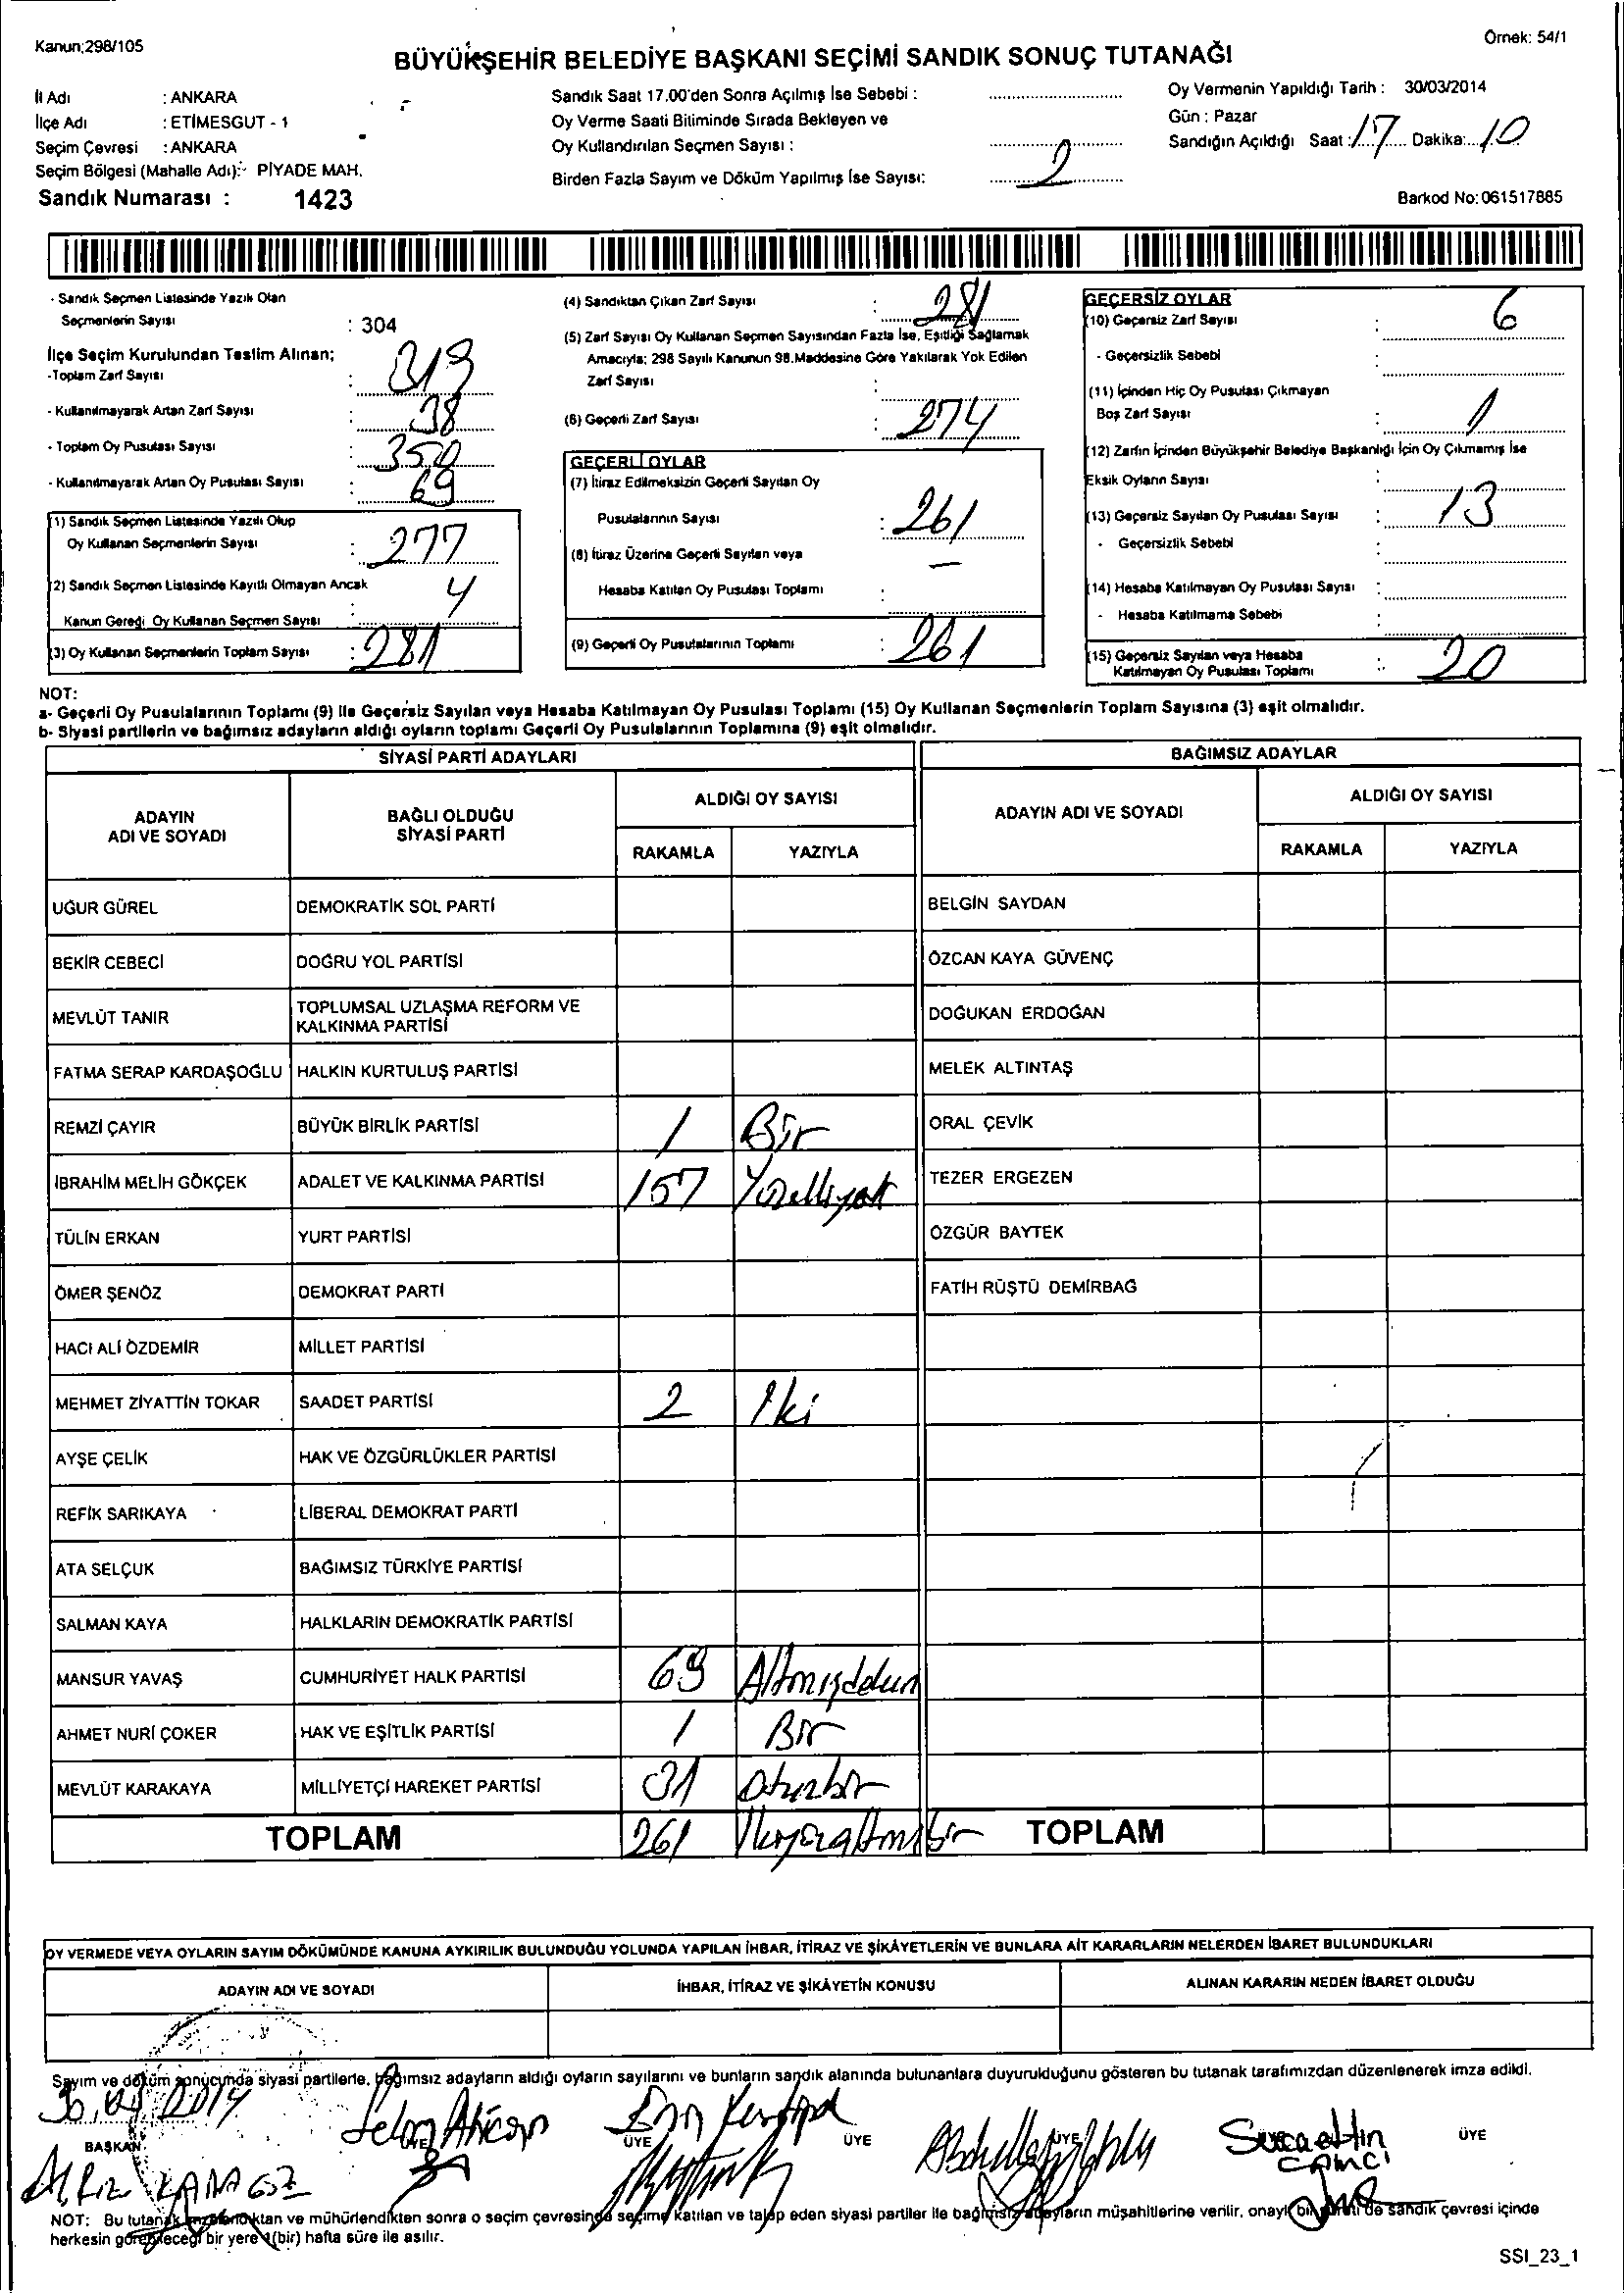 Kanun;298/105
Örnek: 54/1
BÜYÜKŞEHİR BELEDİYE BAŞKANI SEÇİMİ SANDIK SONUÇ TUTANAĞI
İl Adı : ANKARA
İlçe Adı : ETİMESGUT - 1
Seçim Çevresi : ANKARA
Seçim Bölgesi (Mahalle Adı): PİYADE MAH.
Sandık Numarası : 1423
Sandık Saat 17.00'den Sonra Açılmış İse Sebebi :
Oy Verme Saati Bitiminde Sırada Bekleyen ve
Oy Kullandırılan Seçmen Sayısı :
Birden Fazla Sayım ve Döküm Yapılmış İse Sayısı: 2
Oy Vermenin Yapıldığı Tarih : 30/03/2014
Gün : Pazar
Sandığın Açıldığı Saat : 17 Dakika: 10
Barkod No: 061517885
- Sandık Seçmen Listesinde Yazılı Olan
Seçmenlerin Sayısı : 304
İlçe Seçim Kurulundan Teslim Alınan;
-Toplam Zarf Sayısı : 319
- Kullanılmayarak Artan Zarf Sayısı : 38
- Toplam Oy Pusulası Sayısı : 350
- Kullanılmayarak Artan Oy Pusulası Sayısı : 69
(1) Sandık Seçmen Listesinde Yazılı Olup
Oy Kullanan Seçmenlerin Sayısı : 277
(2) Sandık Seçmen Listesinde Kayıtlı Olmayan Ancak
Kanun Gereği Oy Kullanan Seçmen Sayısı : 4
(3) Oy Kullanan Seçmenlerin Toplam Sayısı : 281
(4) Sandıktan Çıkan Zarf Sayısı : 281
(5) Zarf Sayısı Oy Kullanan Seçmen Sayısından Fazla İse, Eşitliği Sağlamak
Amacıyla; 298 Sayılı Kanunun 98.Maddesine Göre Yakılarak Yok Edilen
Zarf Sayısı :
(6) Geçerli Zarf Sayısı : 274
GEÇERLİ OYLAR
(7) İtiraz Edilmeksizin Geçerli Sayılan Oy
Pusulalarının Sayısı : 261
(8) İtiraz Üzerine Geçerli Sayılan veya
Hesaba Katılan Oy Pusulası Toplamı : –
(9) Geçerli Oy Pusulalarının Toplamı : 261
GEÇERSİZ OYLAR
(10) Geçersiz Zarf Sayısı : 6
- Geçersizlik Sebebi :
(11) İçinden Hiç Oy Pusulası Çıkmayan
Boş Zarf Sayısı : 1
(12) Zarfın İçinden Büyükşehir Belediye Başkanlığı İçin Oy Çıkmamış İse
Eksik Oyların Sayısı :
(13) Geçersiz Sayılan Oy Pusulası Sayısı : 13
- Geçersizlik Sebebi :
(14) Hesaba Katılmayan Oy Pusulası Sayısı :
- Hesaba Katılmama Sebebi :
(15) Geçersiz Sayılan veya Hesaba
Katılmayan Oy Pusulası Toplamı : 20
NOT:
a- Geçerli Oy Pusulalarının Toplamı (9) ile Geçersiz Sayılan veya Hesaba Katılmayan Oy Pusulası Toplamı (15) Oy Kullanan Seçmenlerin Toplam Sayısına (3) eşit olmalıdır.
b- Siyasi partilerin ve bağımsız adayların aldığı oyların toplamı Geçerli Oy Pusulalarının Toplamına (9) eşit olmalıdır.
SİYASİ PARTİ ADAYLARI
BAĞIMSIZ ADAYLAR
ADAYIN ADI VE SOYADI
BAĞLI OLDUĞU SİYASİ PARTİ
ALDIĞI OY SAYISI
RAKAMLA YAZIYLA
ADAYIN ADI VE SOYADI
ALDIĞI OY SAYISI
RAKAMLA YAZIYLA
UĞUR GÜREL DEMOKRATİK SOL PARTİ BELGİN SAYDAN
BEKİR CEBECİ DOĞRU YOL PARTİSİ ÖZCAN KAYA GÜVENÇ
MEVLÜT TANIR TOPLUMSAL UZLAŞMA REFORM VE KALKINMA PARTİSİ DOĞUKAN ERDOĞAN
FATMA SERAP KARDAŞOĞLU HALKIN KURTULUŞ PARTİSİ MELEK ALTINTAŞ
REMZİ ÇAYIR BÜYÜK BİRLİK PARTİSİ 1 Bir ORAL ÇEVİK
İBRAHİM MELİH GÖKÇEK ADALET VE KALKINMA PARTİSİ 157 TEZER ERGEZEN
TÜLİN ERKAN YURT PARTİSİ ÖZGÜR BAYTEK
ÖMER ŞENÖZ DEMOKRAT PARTİ FATİH RÜŞTÜ DEMİRBAĞ
HACI ALİ ÖZDEMİR MİLLET PARTİSİ
MEHMET ZİYATTİN TOKAR SAADET PARTİSİ 2 İki
AYŞE ÇELİK HAK VE ÖZGÜRLÜKLER PARTİSİ
REFİK SARIKAYA LİBERAL DEMOKRAT PARTİ
ATA SELÇUK BAĞIMSIZ TÜRKİYE PARTİSİ
SALMAN KAYA HALKLARIN DEMOKRATİK PARTİSİ
MANSUR YAVAŞ CUMHURİYET HALK PARTİSİ 69
AHMET NURİ ÇOKER HAK VE EŞİTLİK PARTİSİ 1 Bir
MEVLÜT KARAKAYA MİLLİYETÇİ HAREKET PARTİSİ 31 Otuzbir
TOPLAM 261 TOPLAM
OY VERMEDE VEYA OYLARIN SAYIM DÖKÜMÜNDE KANUNA AYKIRILIK BULUNDUĞU YOLUNDA YAPILAN İHBAR, İTİRAZ VE ŞİKÂYETLERİN VE BUNLARA AİT KARARLARIN NELERDEN İBARET BULUNDUKLARI
ADAYIN ADI VE SOYADI İHBAR, İTİRAZ VE ŞİKÂYETİN KONUSU ALINAN KARARIN NEDEN İBARET OLDUĞU
Sayım ve döküm sonucunda siyasi partilerle, bağımsız adayların aldığı oyların sayılarını ve bunların sandık alanında bulunanlara duyurulduğunu gösteren bu tutanak tarafımızdan düzenlenerek imza edildi.
BAŞKAN ÜYE ÜYE ÜYE ÜYE ÜYE
NOT: Bu tutanak imzalandıktan ve mühürlendikten sonra o seçim çevresinde seçime katılan ve talep eden siyasi partiler ile bağımsız adayların müşahitlerine verilir, onaylı bir sureti de sandık çevresi içinde
herkesin görebileceği bir yere 1(bir) hafta süre ile asılır.
SSI_23_1